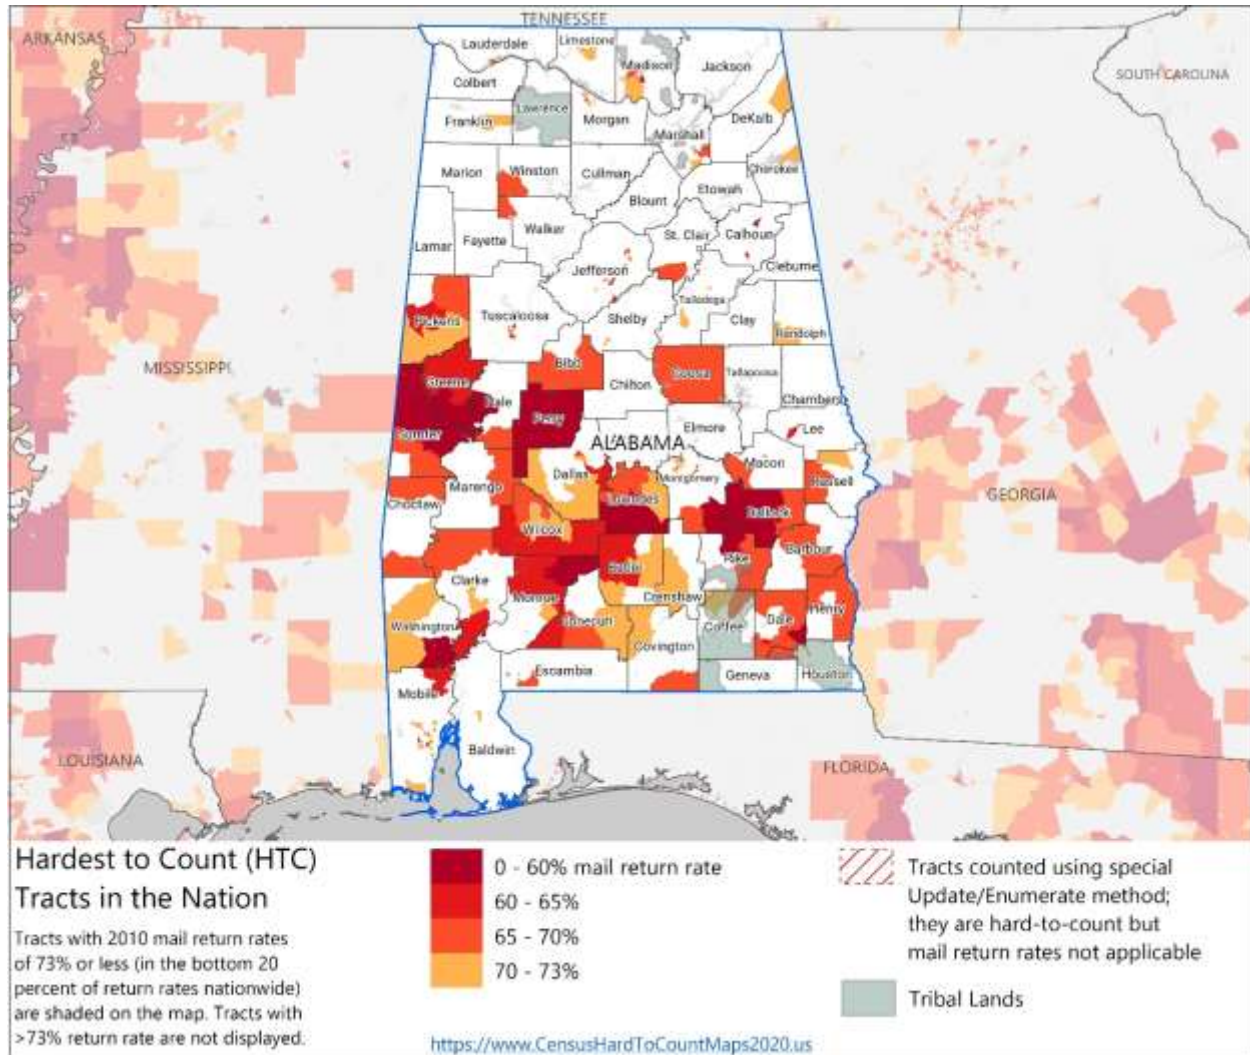 TENNESSEE
ARKANSAS
Lauderdale
Limestone
Madison
Jackson
SOUTH CAROLINA
Colbert
Lawrence
Franklin
Morgan
DeKalb
Marshall
Marion
Winston
Cullman
Cherokee
Etowah
Blount
Walker
Lamar
Fayette
St. Clair
Calhoun
Jefferson
Cleburne
Talladega
Pickens
Tuscaloosa
Shelby
Clay
Randolph
MISSISSIPPI
Bibb
Greene
Chilton
Coosa
Tallapoosa
Hale
Chambers
Perry
Sumter
Elmore
Lee
ALABAMA
Dallas
Macon
Montgomery
Marengo
Russell
Lowndes
GEORGIA
Choctaw
Bullock
Wilcox
Barbour
Pike
Butler
Clarke
Monroe
Crenshaw
Henry
Conecuh
Dale
Washington
Coffee
Covington
Escambia
Geneva
Houston
Mobile
Baldwin
LOUISIANA
FLORIDA
Hardest to Count (HTC)
Tracts in the Nation
Tracts with 2010 mail return rates
of 73% or less (in the bottom 20
percent of return rates nationwide)
are shaded on the map. Tracts with
>73% return rate are not displayed.
0 - 60% mail return rate
60 - 65%
65 - 70%
70 - 73%
https://www.CensusHardToCountMaps2020.us
Tracts counted using special
Update/Enumerate method;
they are hard-to-count but
mail return rates not applicable
Tribal Lands